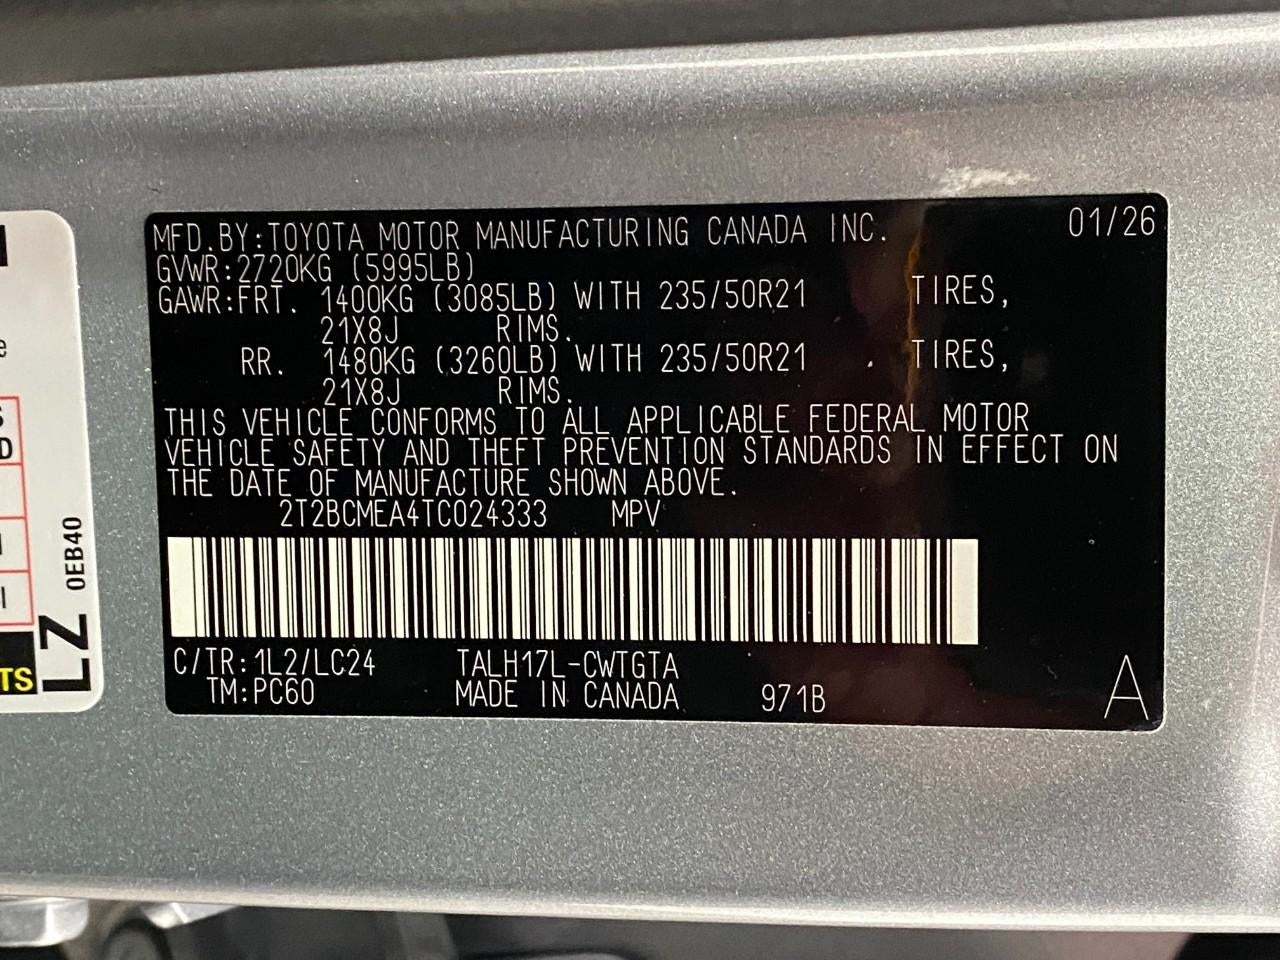 MFD.BY:TOYOTA MOTOR MANUFACTURING CANADA INC. 01/26
GVWR:2720KG (5995LB)
GAWR:FRT. 1400KG (3085LB) WITH 235/50R21 TIRES,
21X8J RIMS.
RR. 1480KG (3260LB) WITH 235/50R21 . TIRES,
21X8J RIMS.
THIS VEHICLE CONFORMS TO ALL APPLICABLE FEDERAL MOTOR
VEHICLE SAFETY AND THEFT PREVENTION STANDARDS IN EFFECT ON
THE DATE OF MANUFACTURE SHOWN ABOVE.
2T2BCMEA4TC024333 MPV
C/TR:1L2/LC24 TALH17L-CWTGTA
TM:PC60 MADE IN CANADA 971B A
LZ 0EB40
TS